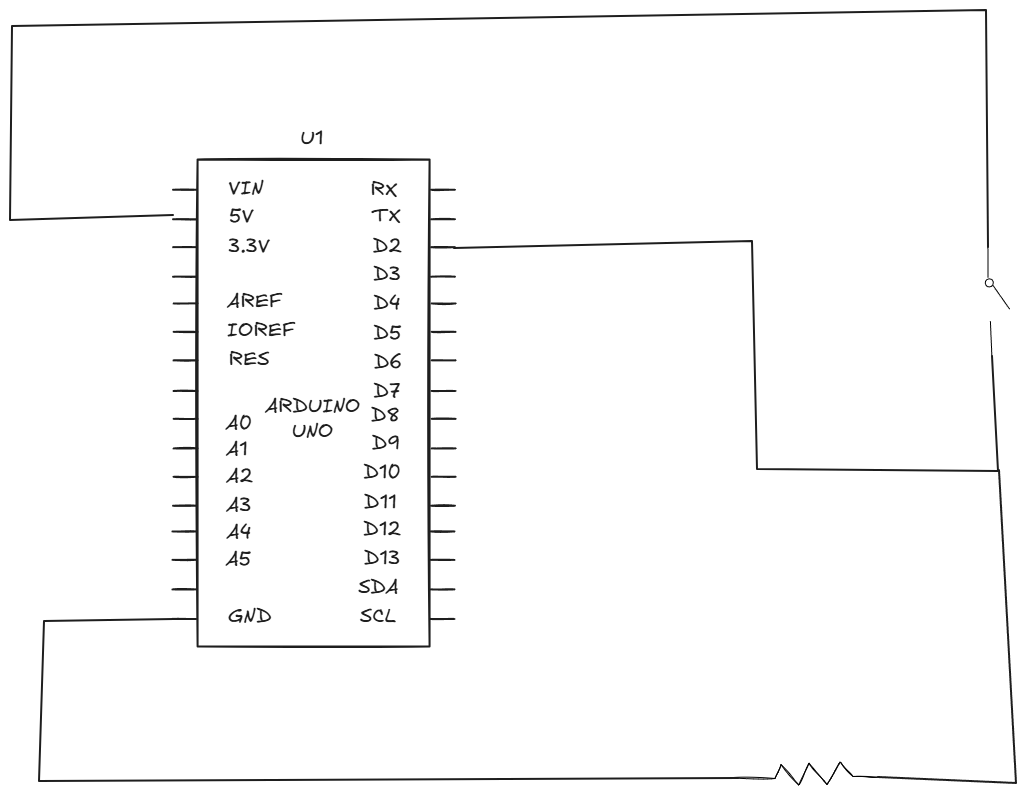 U1
VIN
5V
3.3V
AREF
IOREF
RES
A0
A1
A2
A3
A4
A5
GND
ARDUINO
UNO
RX
TX
D2
D3
D4
D5
D6
D7
D8
D9
D10
D11
D12
D13
SDA
SCL